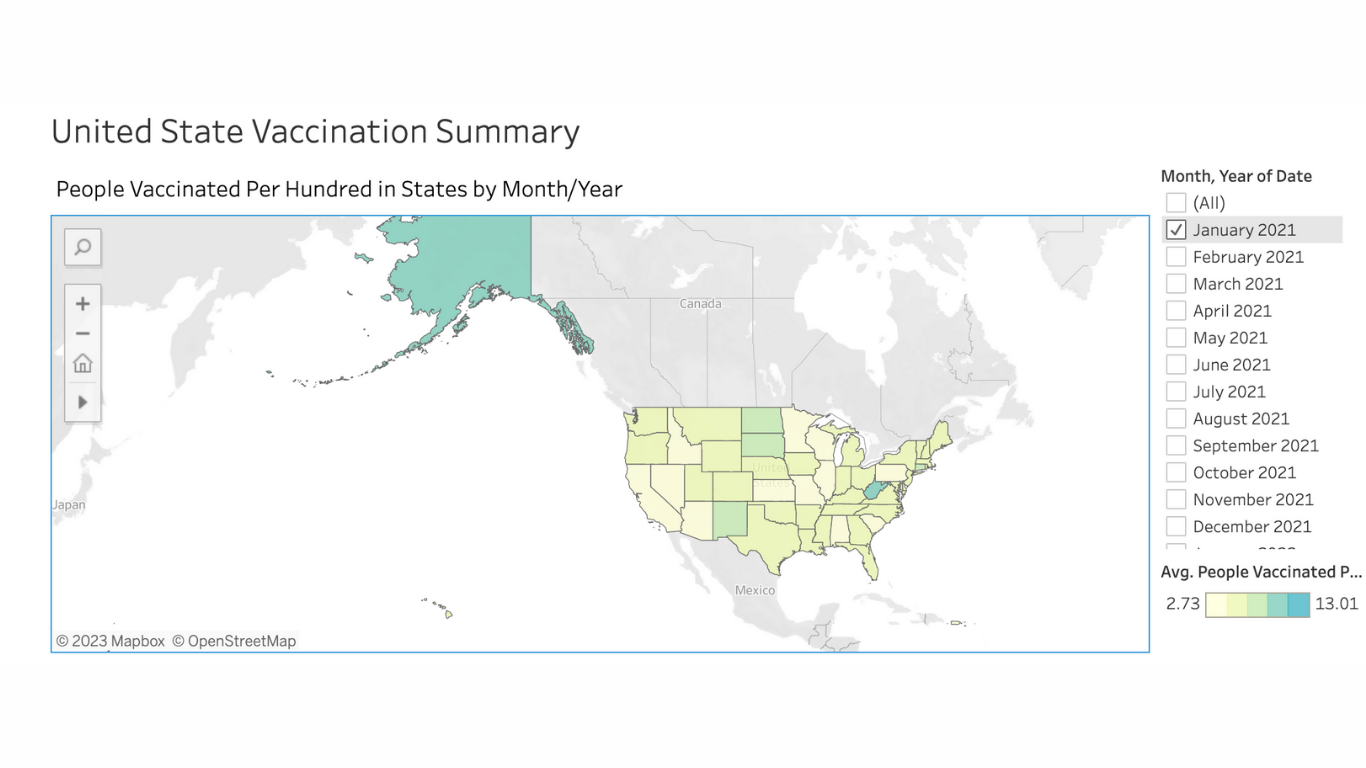 United State Vaccination Summary
People Vaccinated Per Hundred in States by Month/Year
Month, Year of Date
(All)
January 2021
February 2021
March 2021
April 2021
May 2021
June 2021
July 2021
August 2021
September 2021
October 2021
November 2021
December 2021
Canada
United
States
Japan
Mexico
Avg. People Vaccinated P...
2.73
13.01
© 2023 Mapbox © OpenStreetMap